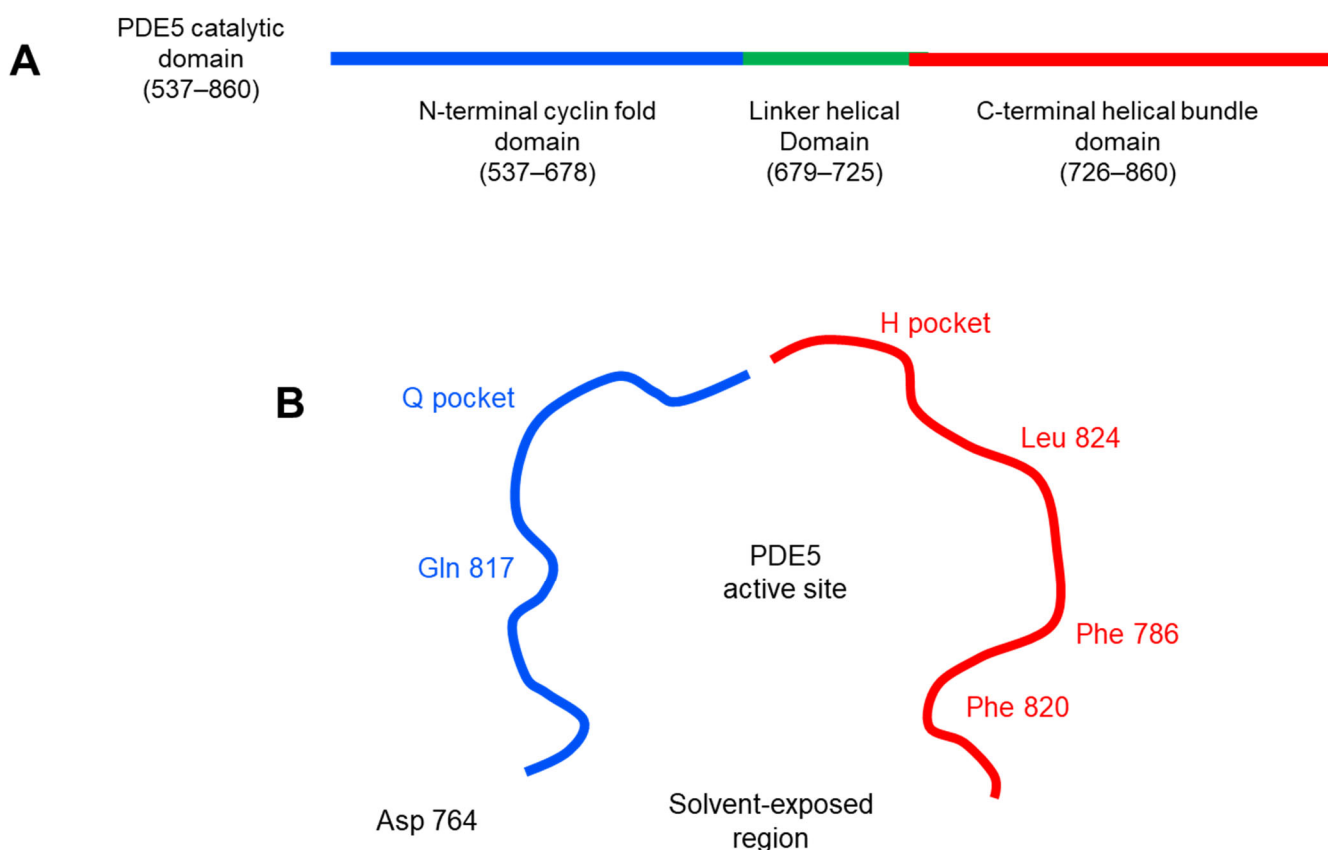 A
PDE5 catalytic
domain
(537–860)
N-terminal cyclin fold
domain
(537–678)
Linker helical
Domain
(679–725)
C-terminal helical bundle
domain
(726–860)
B
Q pocket
H pocket
Leu 824
Gln 817
PDE5
active site
Phe 786
Phe 820
Asp 764
Solvent-exposed
region